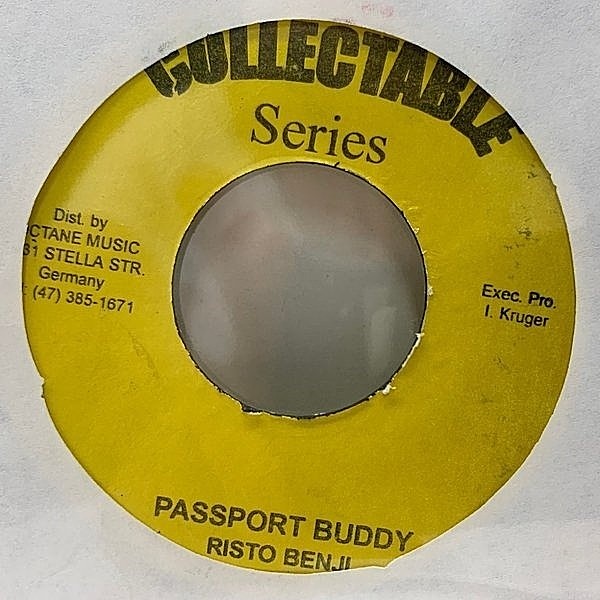 COLLECTABLE
Series
Dist. by
CTANE MUSIC
31 STELLA STR.
Germany
(47) 385-1671
Exec. Pro.
I. Kruger
PASSPORT BUDDY
RISTO BENJI